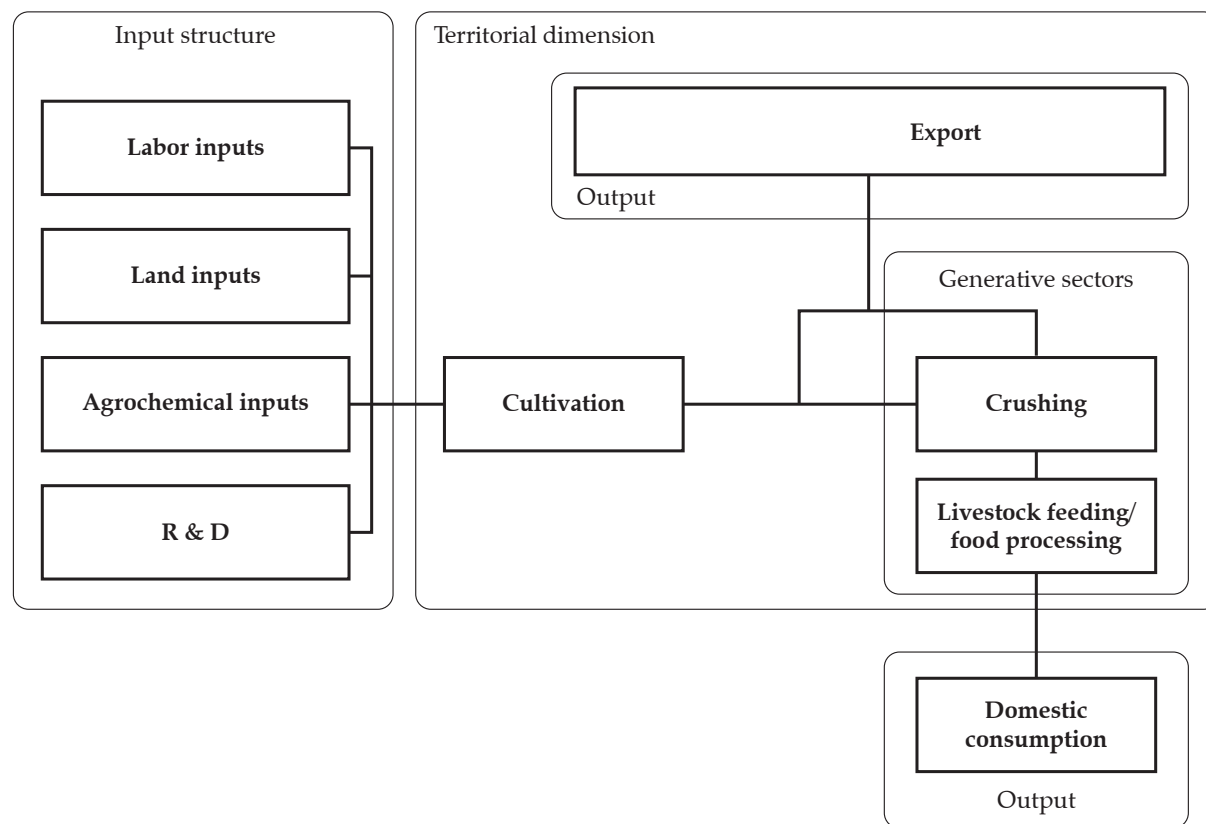 Input structure
Labor inputs
Land inputs
Agrochemical inputs
R & D
Territorial dimension
Export
Output
Generative sectors
Cultivation
Crushing
Livestock feeding/
food processing
Domestic
consumption
Output